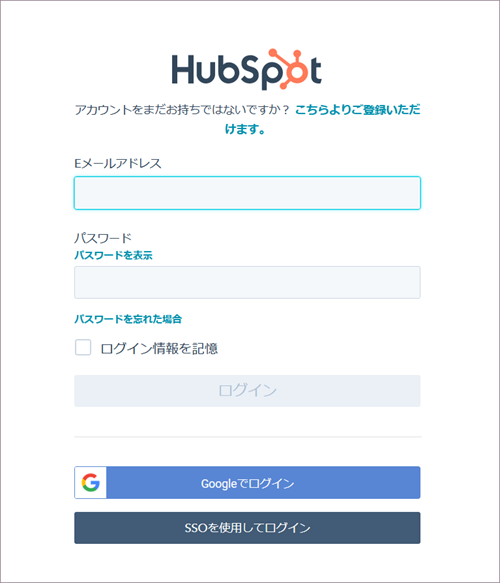 HubSpot
アカウントをまだお持ちではないですか？ こちらよりご登録いただ
けます。
Eメールアドレス
パスワード
パスワードを表示
パスワードを忘れた場合
ログイン情報を記憶
ログイン
Googleでログイン
SSOを使用してログイン